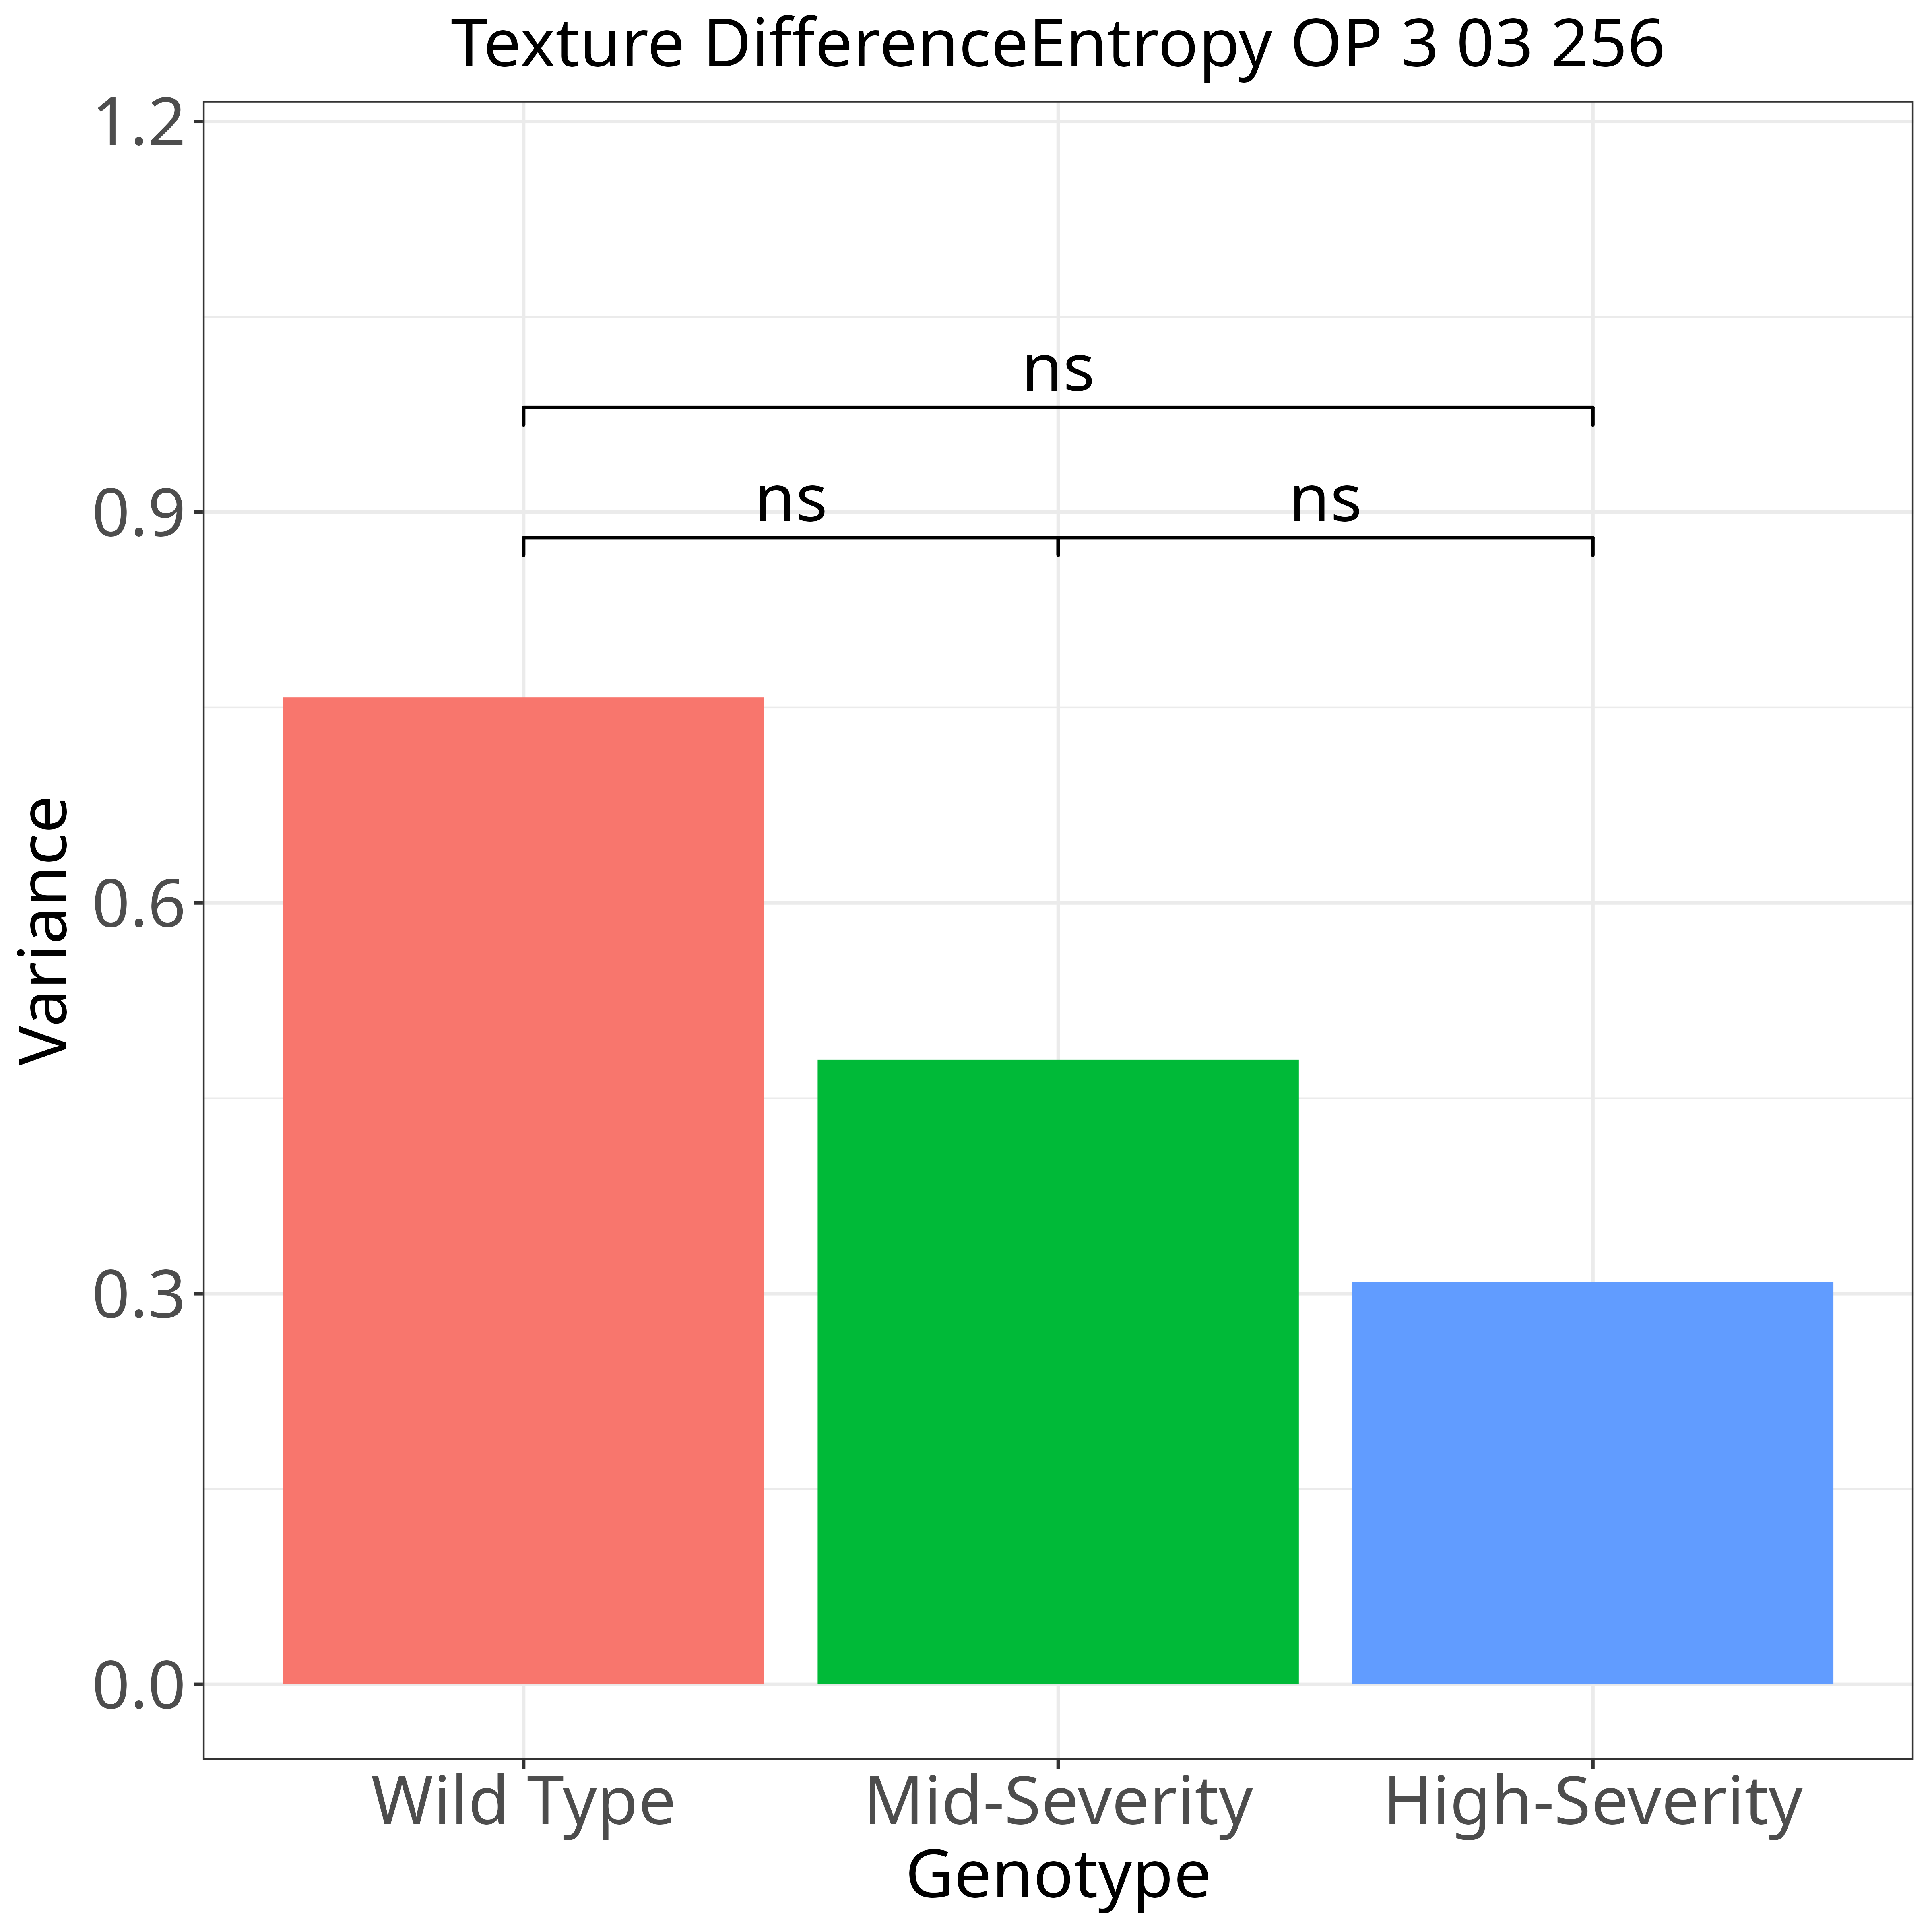 Texture DifferenceEntropy OP 3 03 256
1.2
0.9
0.6
0.3
0.0
Variance
ns
ns ns
Wild Type Mid-Severity High-Severity
Genotype